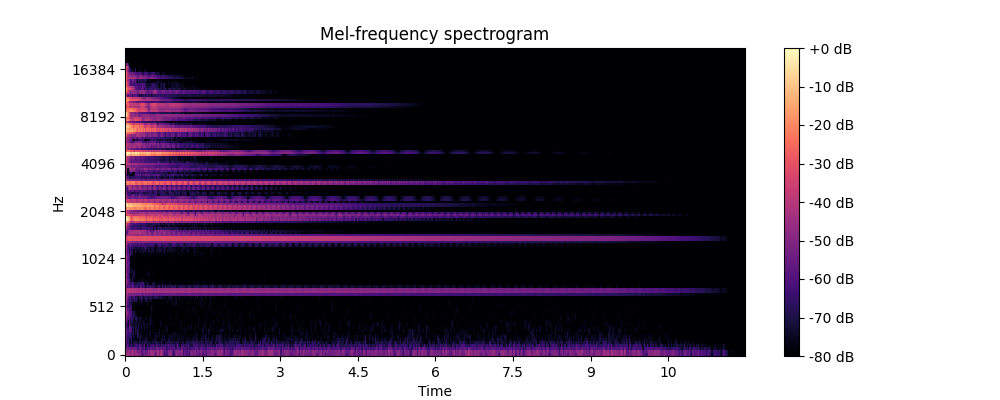 Mel-frequency spectrogram
Hz
16384
8192
4096
2048
1024
512
0
0 1.5 3 4.5 6 7.5 9 10
Time
+0 dB
-10 dB
-20 dB
-30 dB
-40 dB
-50 dB
-60 dB
-70 dB
-80 dB